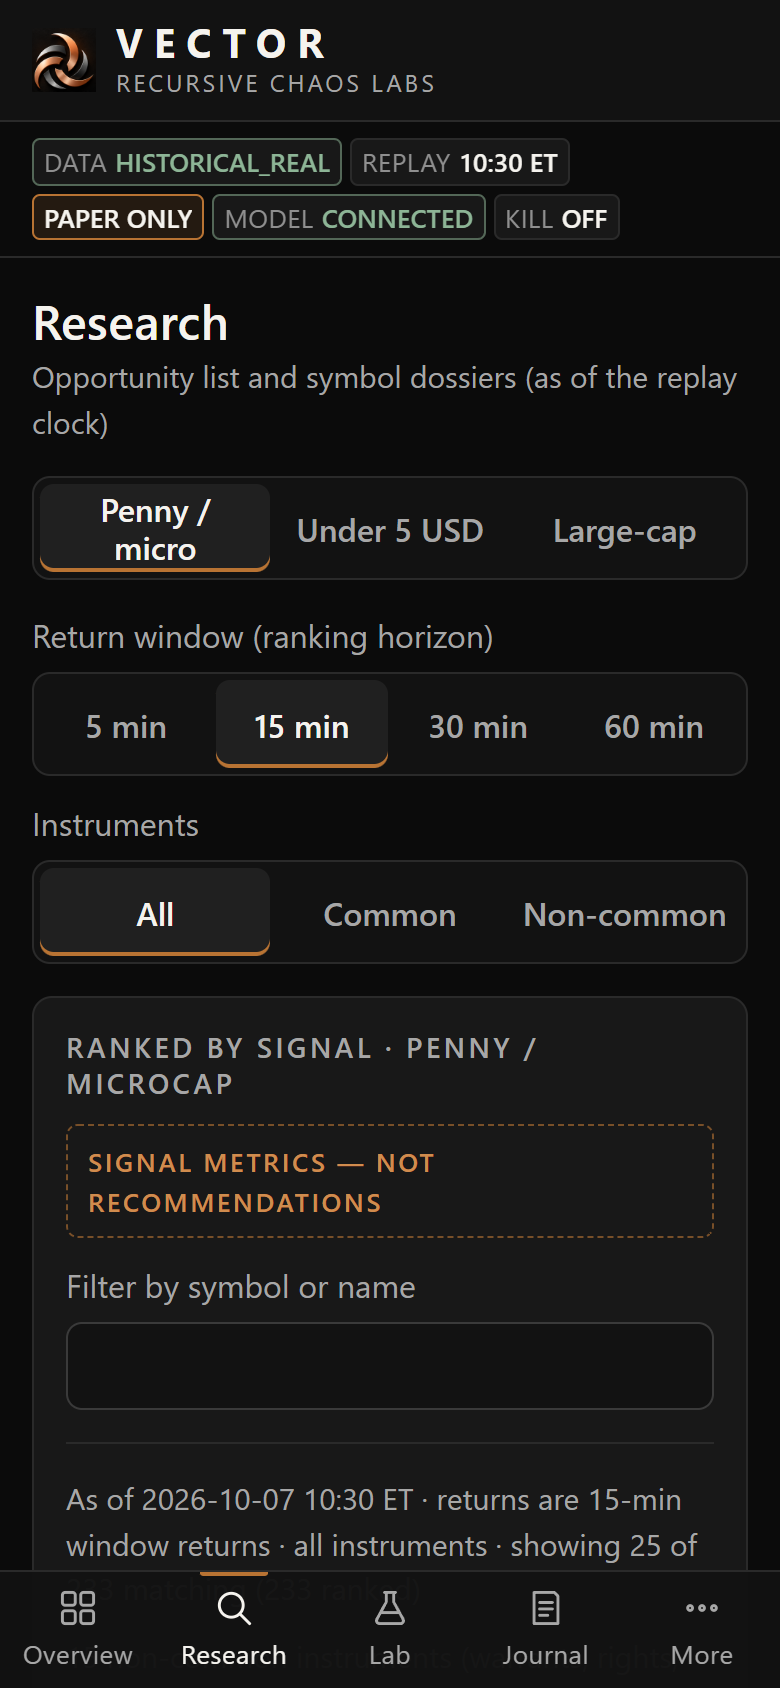 VECTOR
RECURSIVE CHAOS LABS
DATA HISTORICAL_REAL REPLAY 10:30 ET
PAPER ONLY MODEL CONNECTED KILL OFF
Research
Opportunity list and symbol dossiers (as of the replay
clock)
Penny /
micro
Under 5 USD
Large-cap
Return window (ranking horizon)
5 min 15 min 30 min 60 min
Instruments
All Common Non-common
RANKED BY SIGNAL · PENNY /
MICROCAP
SIGNAL METRICS — NOT
RECOMMENDATIONS
Filter by symbol or name
As of 2026-10-07 10:30 ET · returns are 15-min
window returns · all instruments · showing 25 of
233 matching (233 ranked)
Overview Research Lab Journal More